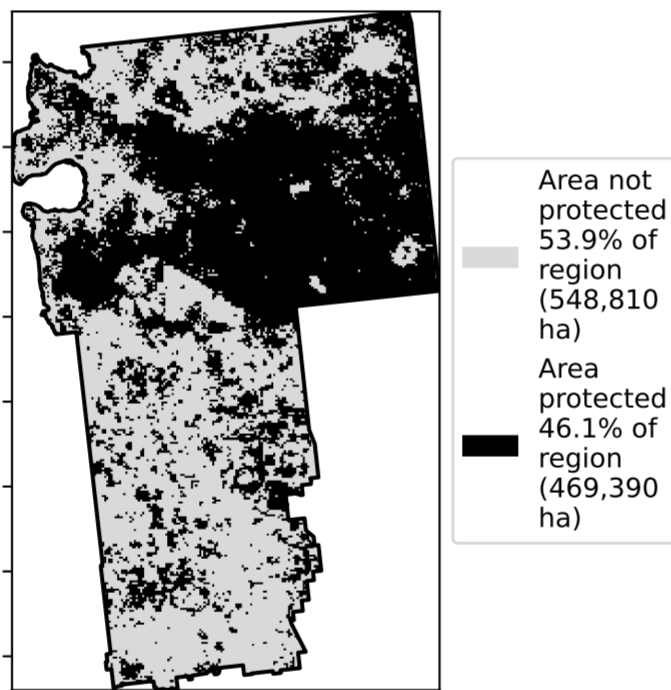 Area not
protected
53.9% of
region
(548,810
ha)
Area
protected
46.1% of
region
(469,390
ha)